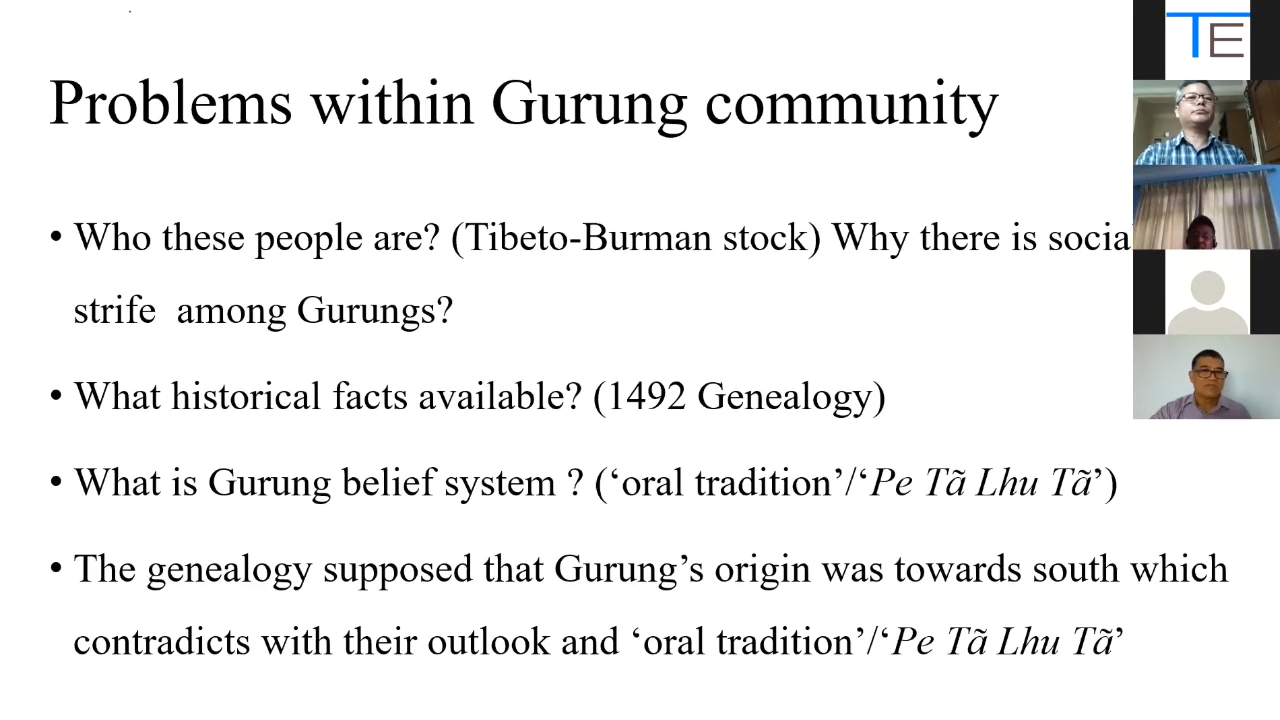 Problems within Gurung community
• Who these people are? (Tibeto-Burman stock) Why there is socia
strife among Gurungs?
• What historical facts available? (1492 Genealogy)
• What is Gurung belief system ? (‘oral tradition’/‘Pe Tã Lhu Tã’)
• The genealogy supposed that Gurung’s origin was towards south which
contradicts with their outlook and ‘oral tradition’/‘Pe Tã Lhu Tã’
TE